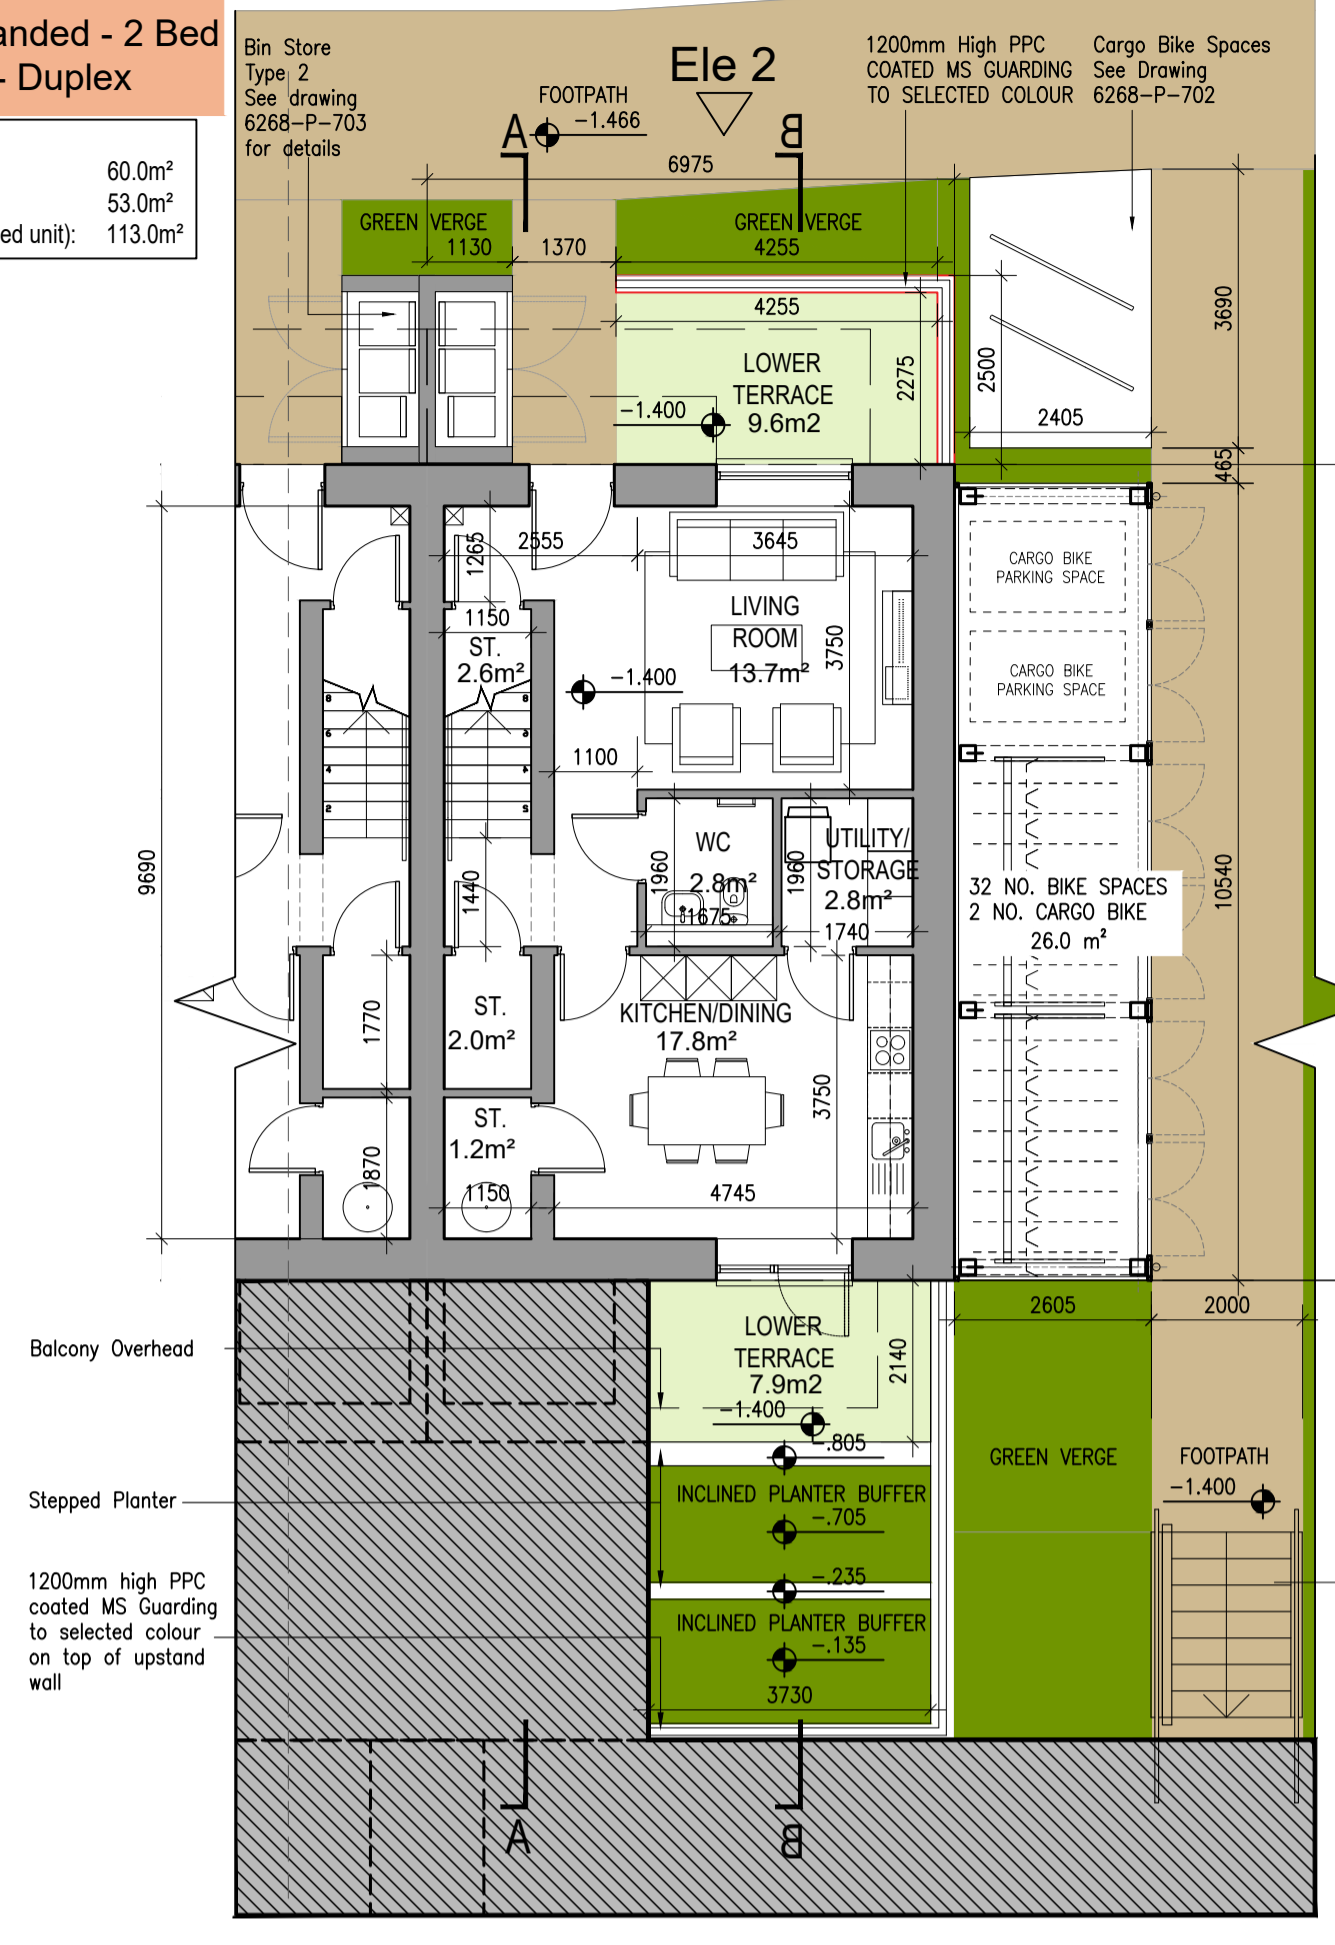 anded - 2 Bed
- Duplex
60.0m²
53.0m²
ed unit): 113.0m²
Bin Store
Type 2
See drawing
6268-P-703
for details
FOOTPATH
-1.466
Ele 2
1200mm High PPC
COATED MS GUARDING
TO SELECTED COLOUR
Cargo Bike Spaces
See Drawing
6268-P-702
A
B
6975
GREEN VERGE
GREEN VERGE
1130
1370
4255
4255
3690
2500
2275
LOWER
TERRACE
9.6m2
-1.400
2405
465
2555
3645
1265
CARGO BIKE
PARKING SPACE
1150
ST.
2.6m²
LIVING
ROOM
13.7m²
3750
-1.400
CARGO BIKE
PARKING SPACE
8
8
6
6
4
4
2
2
1100
9690
WC
2.8m²
1960
1675
1960
UTILITY/
STORAGE
2.8m²
1740
1440
32 NO. BIKE SPACES
2 NO. CARGO BIKE
26.0 m²
10540
1770
ST.
2.0m²
KITCHEN/DINING
17.8m²
3750
ST.
1.2m²
1870
1150
4745
2605
2000
Balcony Overhead
LOWER
TERRACE
7.9m2
2140
-1.400
-.805
GREEN VERGE
FOOTPATH
-1.400
Stepped Planter
INCLINED PLANTER BUFFER
-.705
-.235
1200mm high PPC
coated MS Guarding
to selected colour
on top of upstand
wall
INCLINED PLANTER BUFFER
-.135
3730
A
B